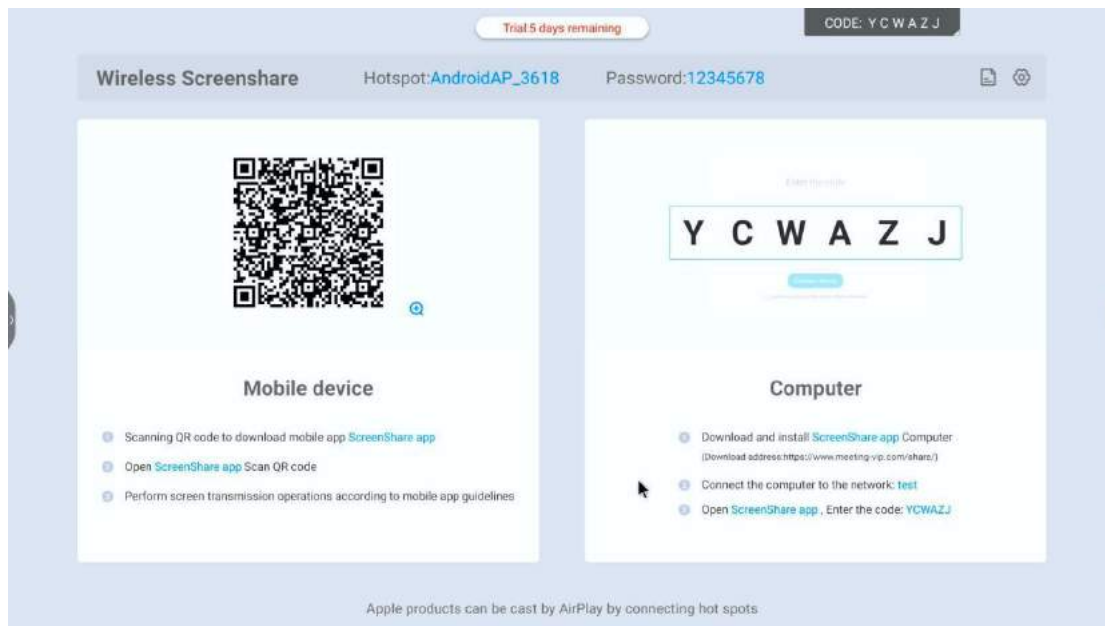 Trial:5 days remaining
CODE: Y C W A Z J
Wireless Screenshare Hotspot:AndroidAP_3618 Password:12345678
Y C W A Z J
Mobile device
Scanning QR code to download mobile app ScreenShare app
Open ScreenShare app Scan QR code
Perform screen transmission operations according to mobile app guidelines
Computer
Download and install ScreenShare app Computer
(Download address:https://www.meeting-vip.com/share/)
Connect the computer to the network: test
Open ScreenShare app , Enter the code: YCWAZJ
Apple products can be cast by AirPlay by connecting hot spots